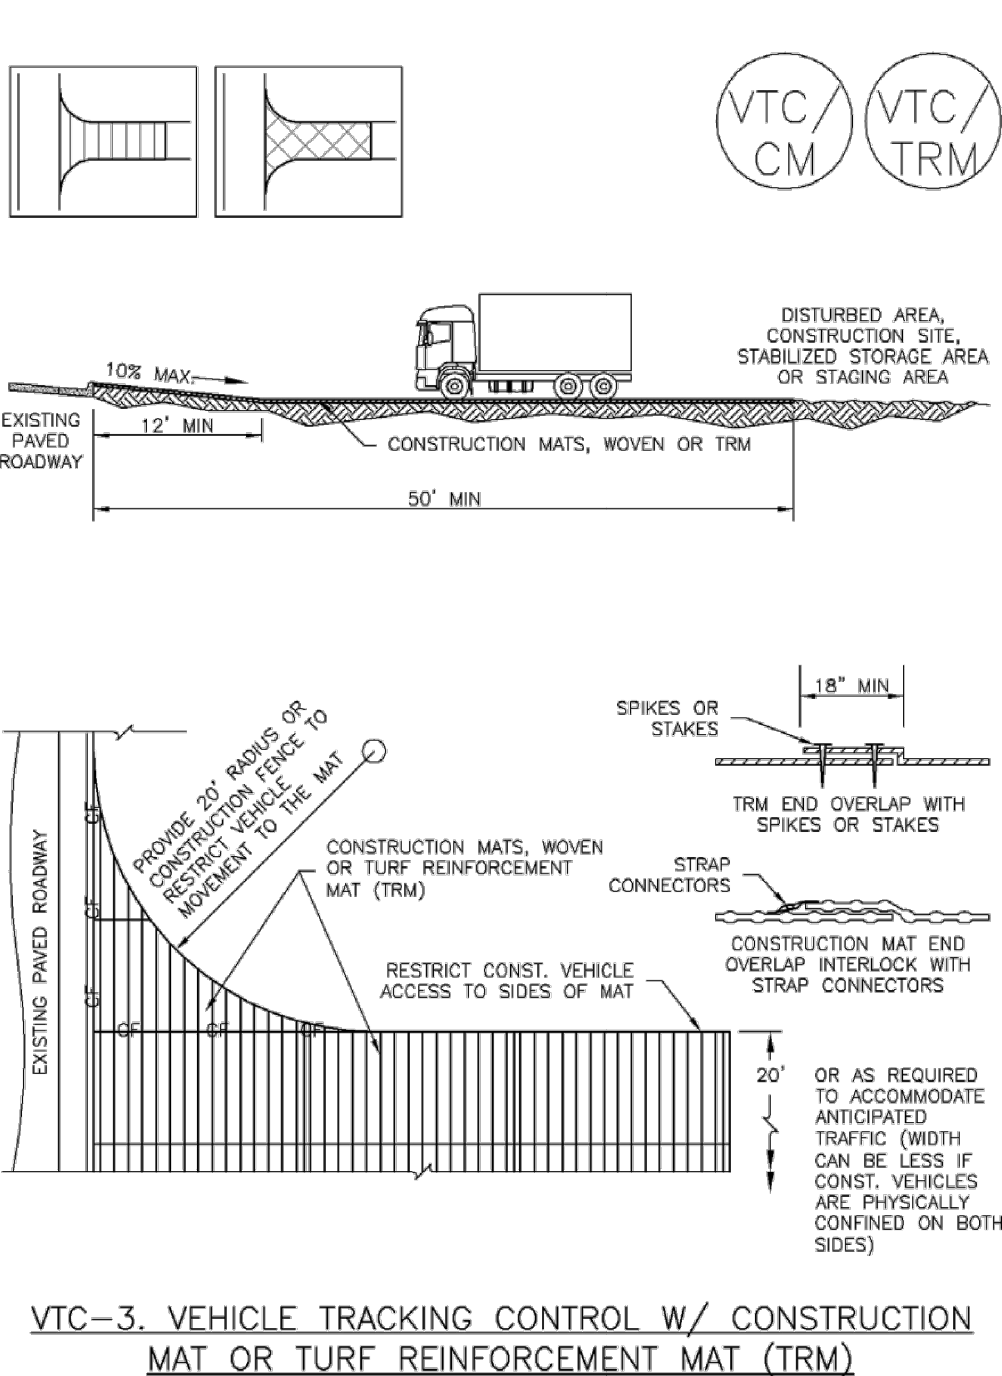 VTC/
CM
VTC/
TRM
DISTURBED AREA,
CONSTRUCTION SITE,
STABILIZED STORAGE AREA
OR STAGING AREA
10% MAX.
EXISTING
PAVED
ROADWAY
12' MIN
CONSTRUCTION MATS, WOVEN OR TRM
50' MIN
18" MIN
SPIKES OR
STAKES
TRM END OVERLAP WITH
SPIKES OR STAKES
PROVIDE 20' RADIUS OR
CONSTRUCTION FENCE TO
RESTRICT VEHICLE
MOVEMENT TO THE MAT
CONSTRUCTION MATS, WOVEN
OR TURF REINFORCEMENT
MAT (TRM)
STRAP
CONNECTORS
CONSTRUCTION MAT END
OVERLAP INTERLOCK WITH
STRAP CONNECTORS
RESTRICT CONST. VEHICLE
ACCESS TO SIDES OF MAT
EXISTING PAVED ROADWAY
CF
CF
CF
CF CF CF
20'
OR AS REQUIRED
TO ACCOMMODATE
ANTICIPATED
TRAFFIC (WIDTH
CAN BE LESS IF
CONST. VEHICLES
ARE PHYSICALLY
CONFINED ON BOTH
SIDES)
VTC-3. VEHICLE TRACKING CONTROL W/ CONSTRUCTION
MAT OR TURF REINFORCEMENT MAT (TRM)